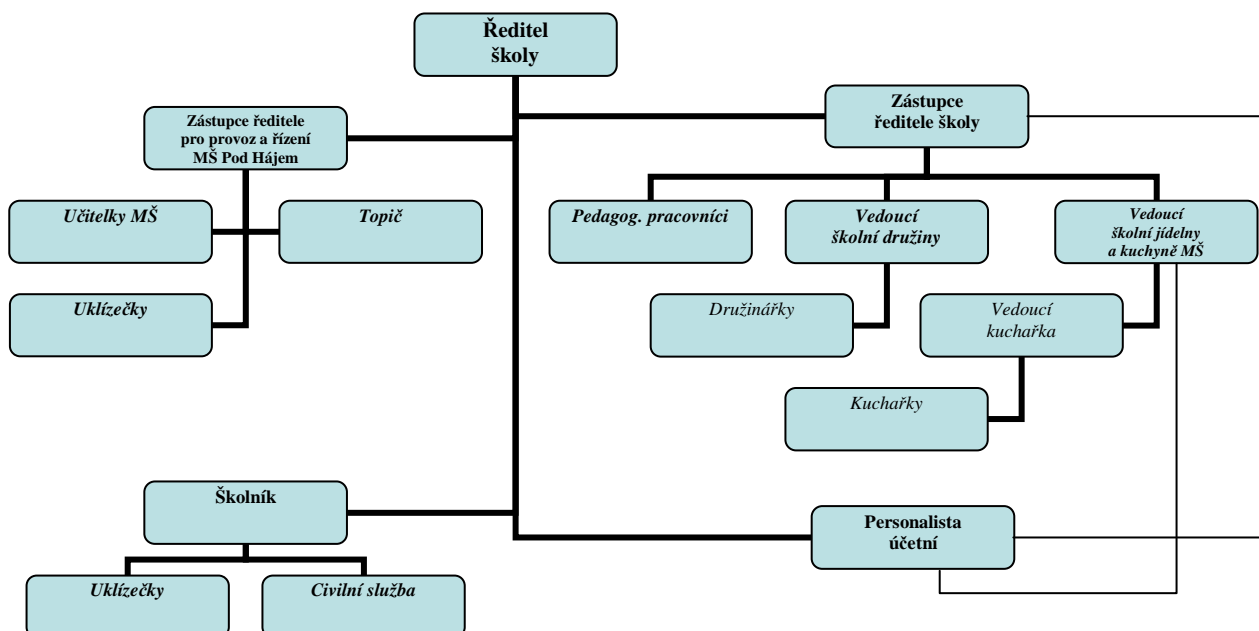 Ředitel
školy
Zástupce ředitele
pro provoz a řízení
MŠ Pod Hájem
Zástupce
ředitele školy
Učitelky MŠ
Topič
Pedagog. pracovníci
Vedoucí
školní družiny
Vedoucí
školní jídelny
a kuchyně MŠ
Uklízečky
Družinářky
Vedoucí
kuchařka
Kuchařky
Školník
Personalista
účetní
Uklízečky
Civilní služba